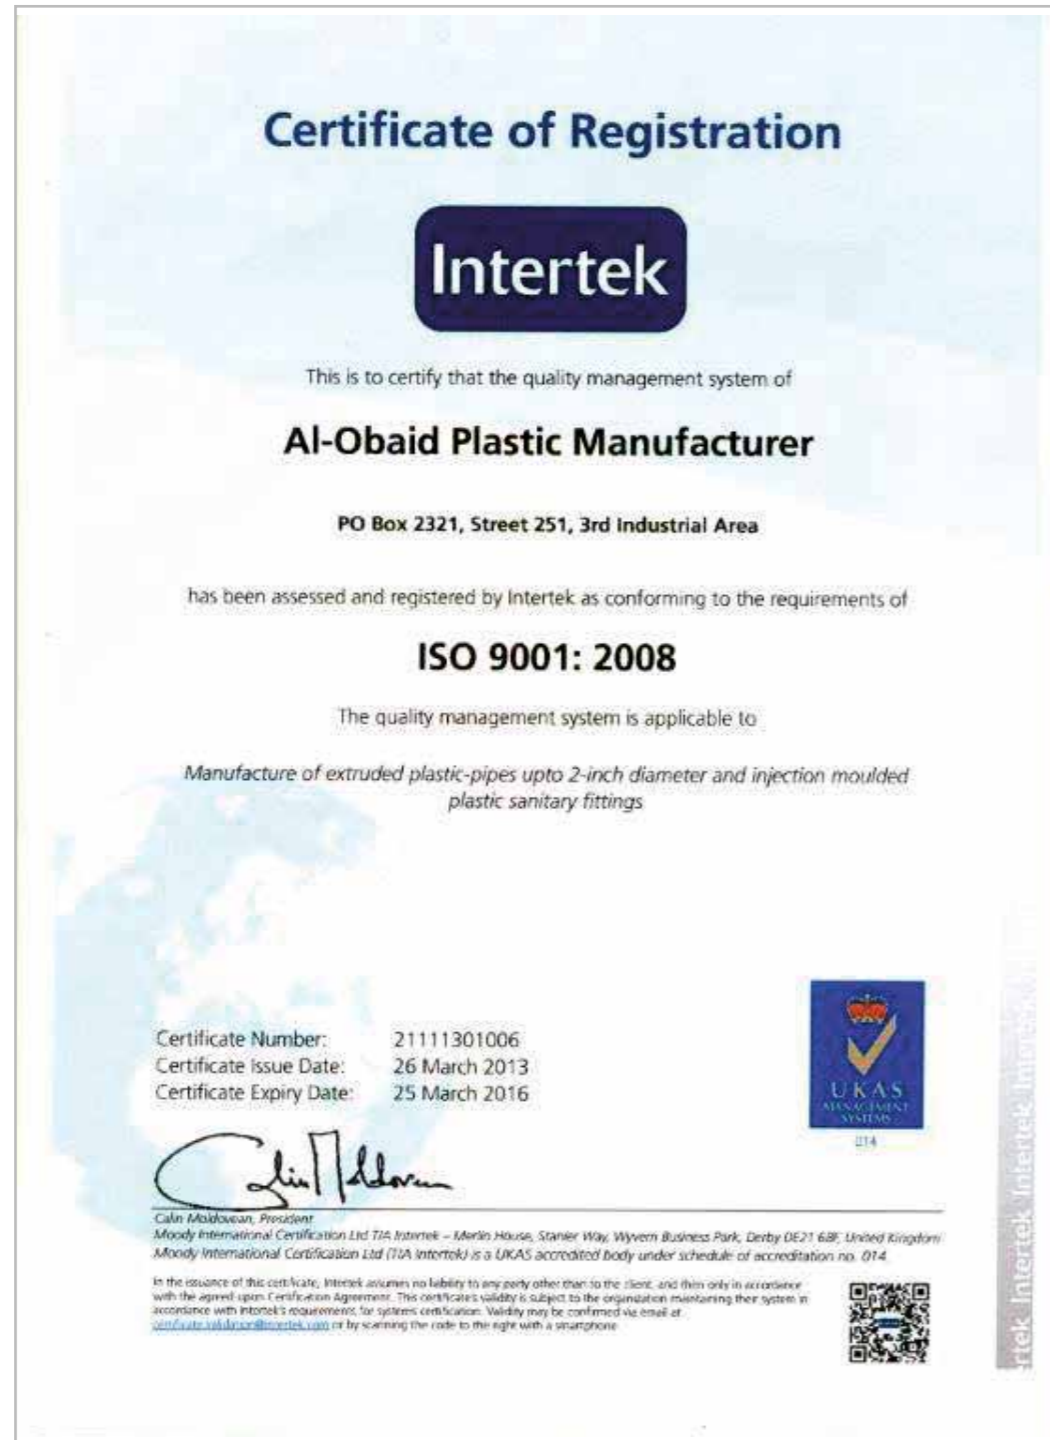 Certificate of Registration
Intertek
This is to certify that the quality management system of
Al-Obaid Plastic Manufacturer
PO Box 2321, Street 251, 3rd Industrial Area
has been assessed and registered by Intertek as conforming to the requirements of
ISO 9001: 2008
The quality management system is applicable to
Manufacture of extruded plastic-pipes upto 2-inch diameter and injection moulded
plastic sanitary fittings
Certificate Number: 21111301006
Certificate Issue Date: 26 March 2013
Certificate Expiry Date: 25 March 2016
UKAS
MANAGEMENT
SYSTEMS
014
Calin Moldovean, President
Moody International Certification Ltd T/A Intertek – Merlin House, Stanier Way, Wyvern Business Park, Derby DE21 6BF, United Kingdom
Moody International Certification Ltd (T/A Intertek) is a UKAS accredited body under schedule of accreditation no. 014
In the issuance of this certificate, Intertek assumes no liability to any party other than to the client, and then only in accordance
with the agreed upon Certification Agreement. This certificate's validity is subject to the organization maintaining their system in
accordance with Intertek's requirements for systems certification. Validity may be confirmed via email at
certificate.validation@intertek.com or by scanning the code to the right with a smartphone
ertek Intertek Intertek Intertek